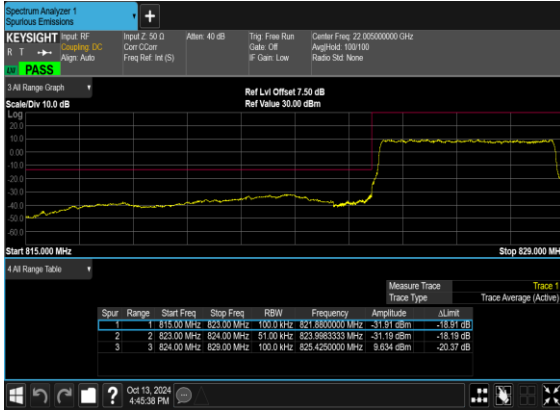 Spectrum Analyzer 1
Spurious Emissions
+
KEYSIGHT Input: RF Input Z: 50 Ω Atten: 40 dB Trig: Free Run Center Freq: 22.005000000 GHz
R T Coupling: DC Corr CCorr Gate: Off Avg|Hold: 100/100
Align: Auto Freq Ref: Int (S) IF Gain: Low Radio Std: None
PASS
3 All Range Graph
Ref Lvl Offset 7.50 dB
Scale/Div 10.0 dB Ref Value 30.00 dBm
Log
20.0
10.0
0.00
-10.0
-20.0
-30.0
-40.0
-50.0
-60.0
Start 815.000 MHz Stop 829.000 MH
4 All Range Table
Measure Trace Trace 1
Trace Type Trace Average (Active)
Spur Range Start Freq Stop Freq RBW Frequency Amplitude ΔLimit
1 1 815.00 MHz 823.00 MHz 100.0 kHz 821.8800000 MHz -31.91 dBm -18.91 dB
2 2 823.00 MHz 824.00 MHz 51.00 kHz 823.9983333 MHz -31.19 dBm -18.19 dB
3 3 824.00 MHz 829.00 MHz 100.0 kHz 825.4250000 MHz 9.634 dBm -20.37 dB
? Oct 13, 2024
4:45:38 PM